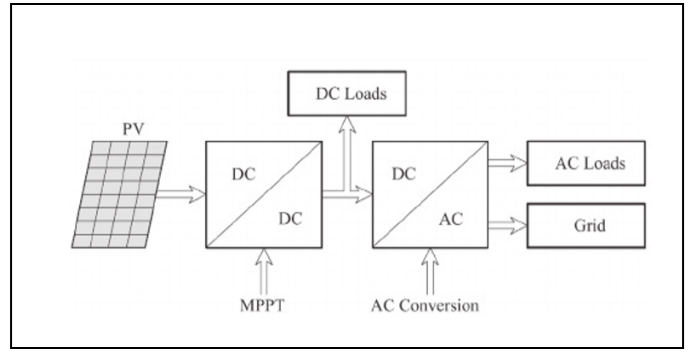 DC Loads
PV
DC
DC
DC
AC
AC Loads
Grid
MPPT
AC Conversion